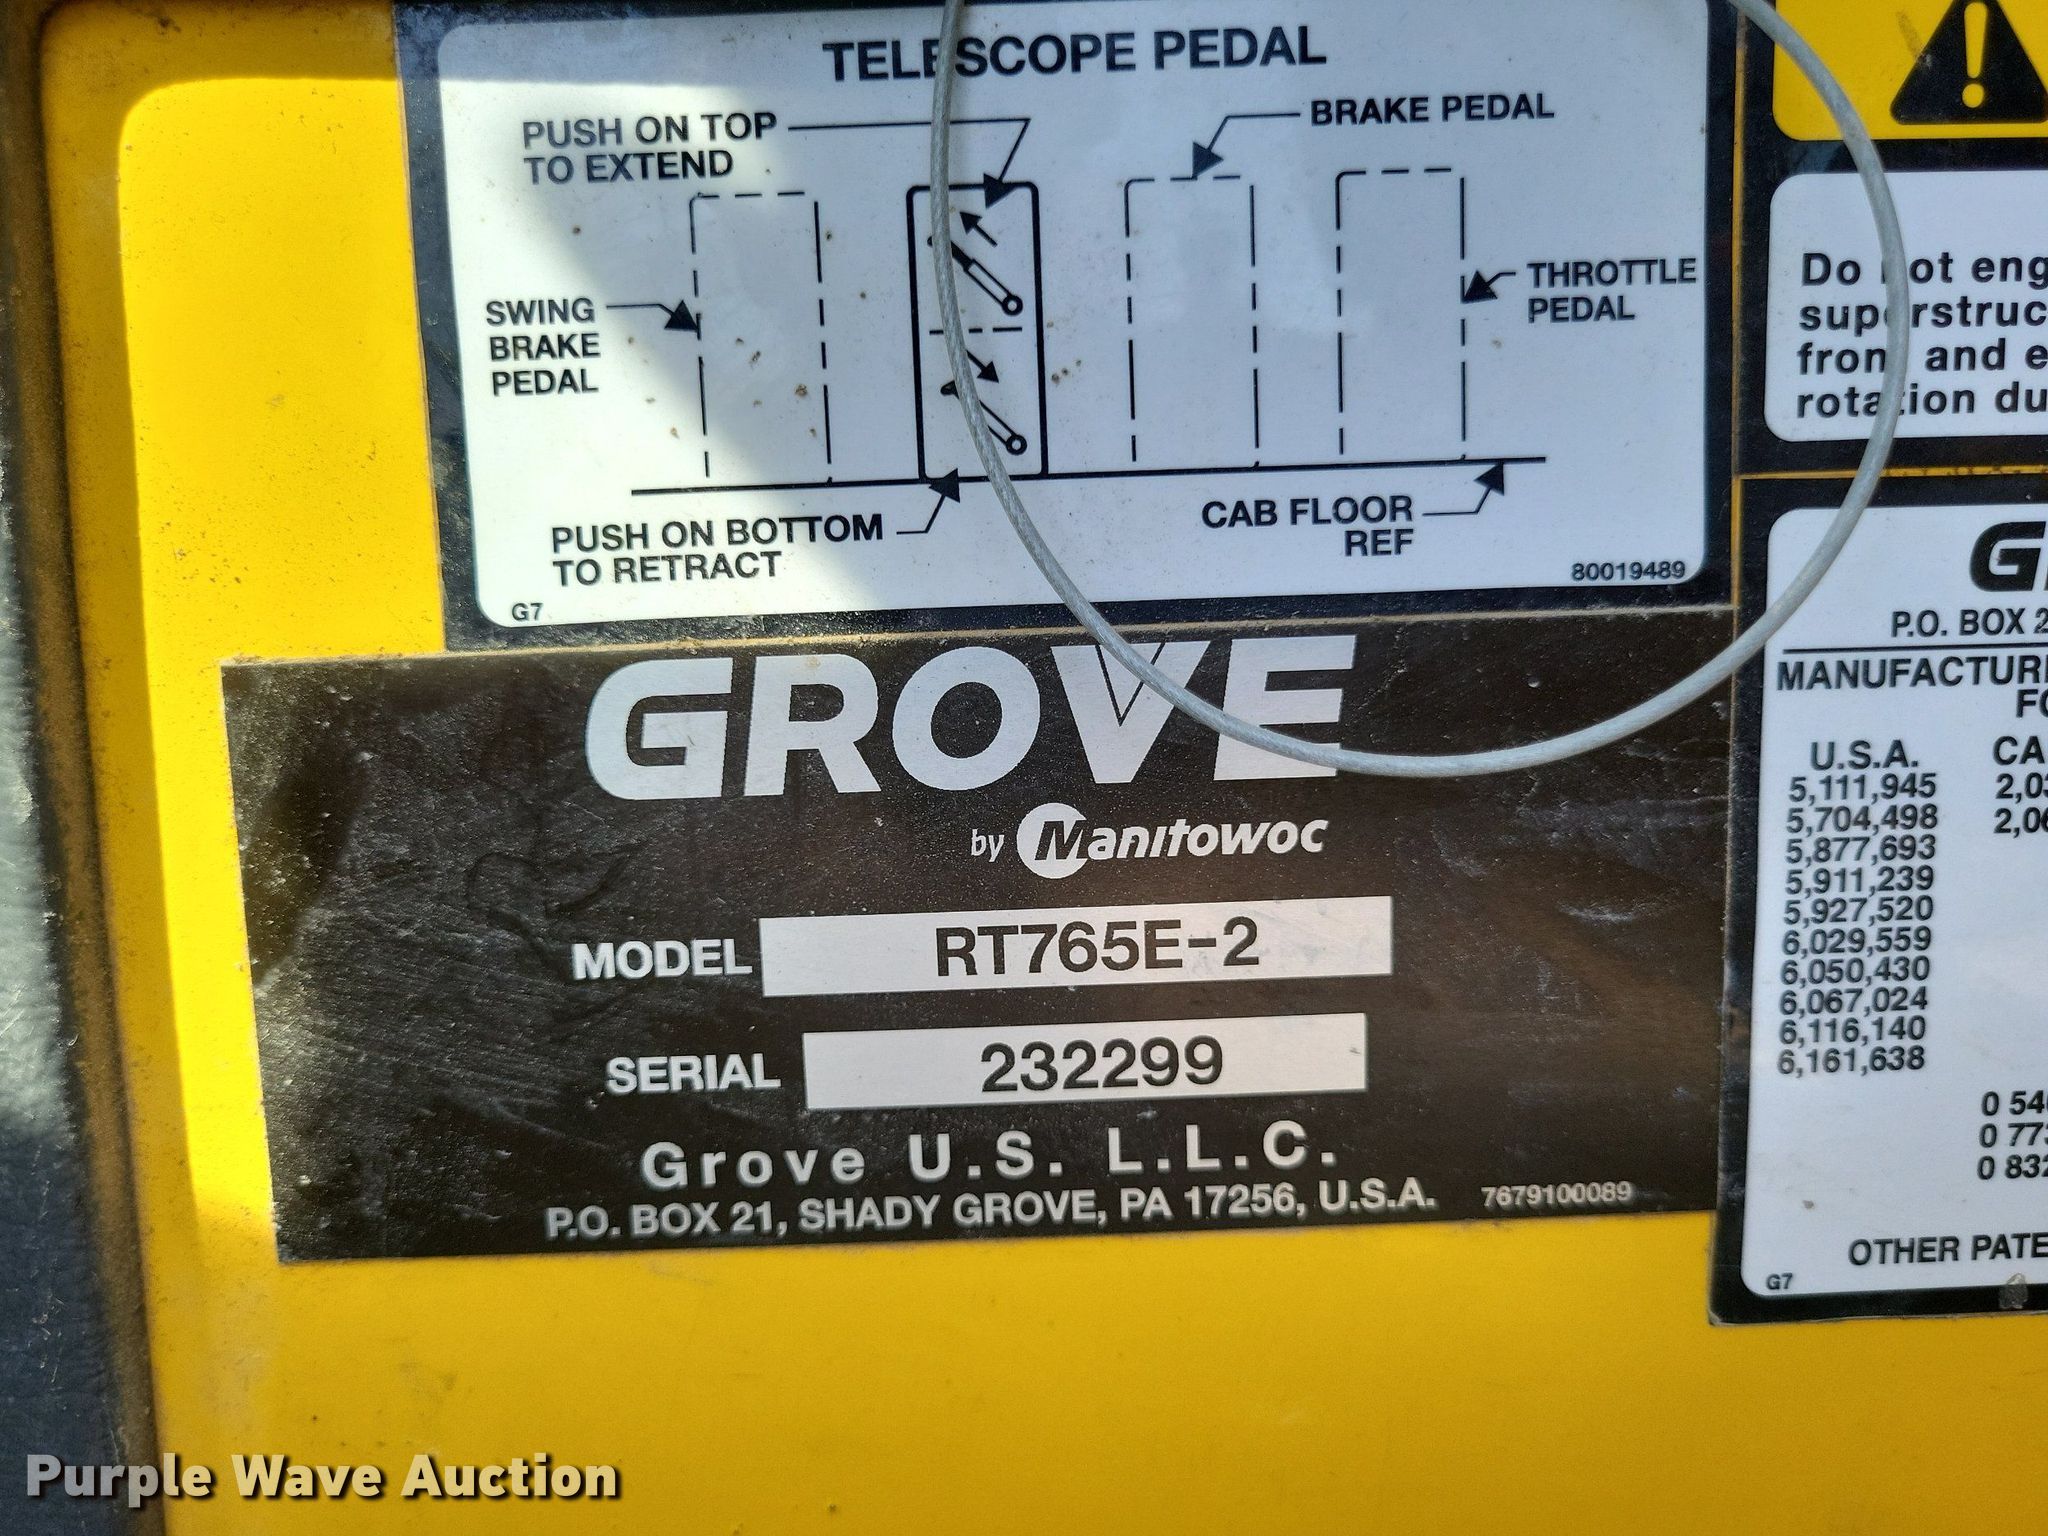 TELESCOPE PEDAL
PUSH ON TOP
TO EXTEND
BRAKE PEDAL
SWING
BRAKE
PEDAL
THROTTLE
PEDAL
PUSH ON BOTTOM
TO RETRACT
CAB FLOOR
REF
80019489
G7
GROVE
by Manitowoc
MODEL RT765E-2
SERIAL 232299
Grove U.S. L.L.C.
P.O. BOX 21, SHADY GROVE, PA 17256, U.S.A. 7679100089
Do not
and
P.O. BOX
U.S.A.
5,111,945
5,704,498
5,877,693
5,911,239
5,927,520
6,029,559
6,050,430
6,067,024
6,116,140
6,161,638
OTHER
G7
Purple Wave Auction